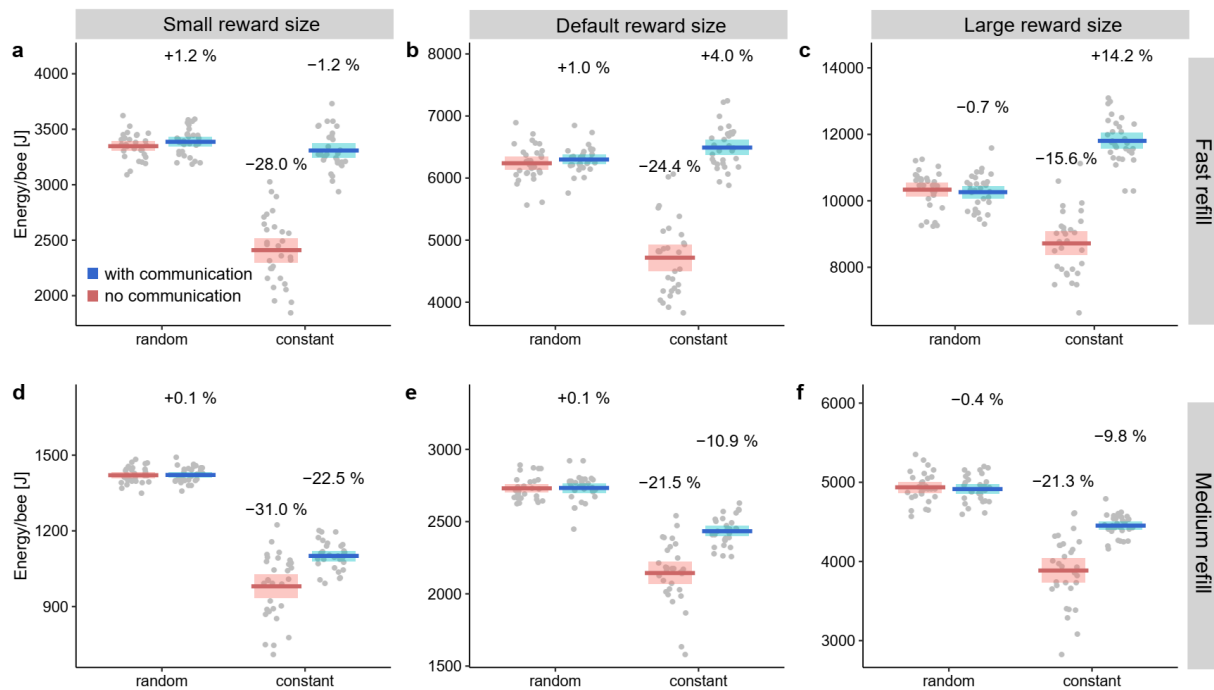 Small reward size
Default reward size
Large reward size
a
b
c
Fast refill
Energy/bee [J]
4000
3500
3000
2500
2000
+1.2 %
−1.2 %
−28.0 %
with communication
no communication
random
constant
8000
6000
4000
+1.0 %
+4.0 %
−24.4 %
random
constant
14000
12000
10000
8000
−0.7 %
+14.2 %
−15.6 %
random
constant
d
e
f
Medium refill
Energy/bee [J]
1500
1200
900
+0.1 %
−22.5 %
−31.0 %
random
constant
3000
2500
2000
1500
+0.1 %
−10.9 %
−21.5 %
random
constant
6000
5000
4000
3000
−0.4 %
−9.8 %
−21.3 %
random
constant